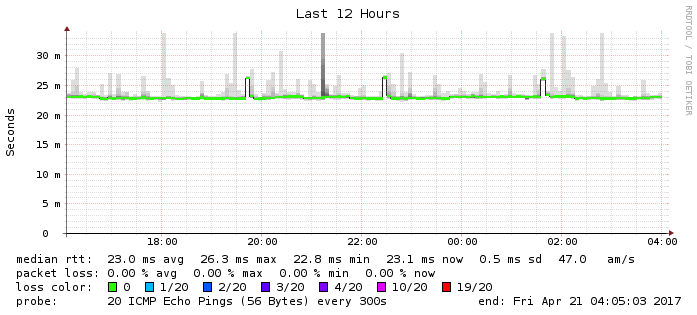 Last 12 Hours
RRDTOOL / TOBI OETIKER
Seconds
30 m
25 m
20 m
15 m
10 m
5 m
0
18:00 20:00 22:00 00:00 02:00 04:00
median rtt: 23.0 ms avg 26.3 ms max 22.8 ms min 23.1 ms now 0.5 ms sd 47.0 am/s
packet loss: 0.00 % avg 0.00 % max 0.00 % min 0.00 % now
loss color: 0 1/20 2/20 3/20 4/20 10/20 19/20
probe: 20 ICMP Echo Pings (56 Bytes) every 300s end: Fri Apr 21 04:05:03 2017